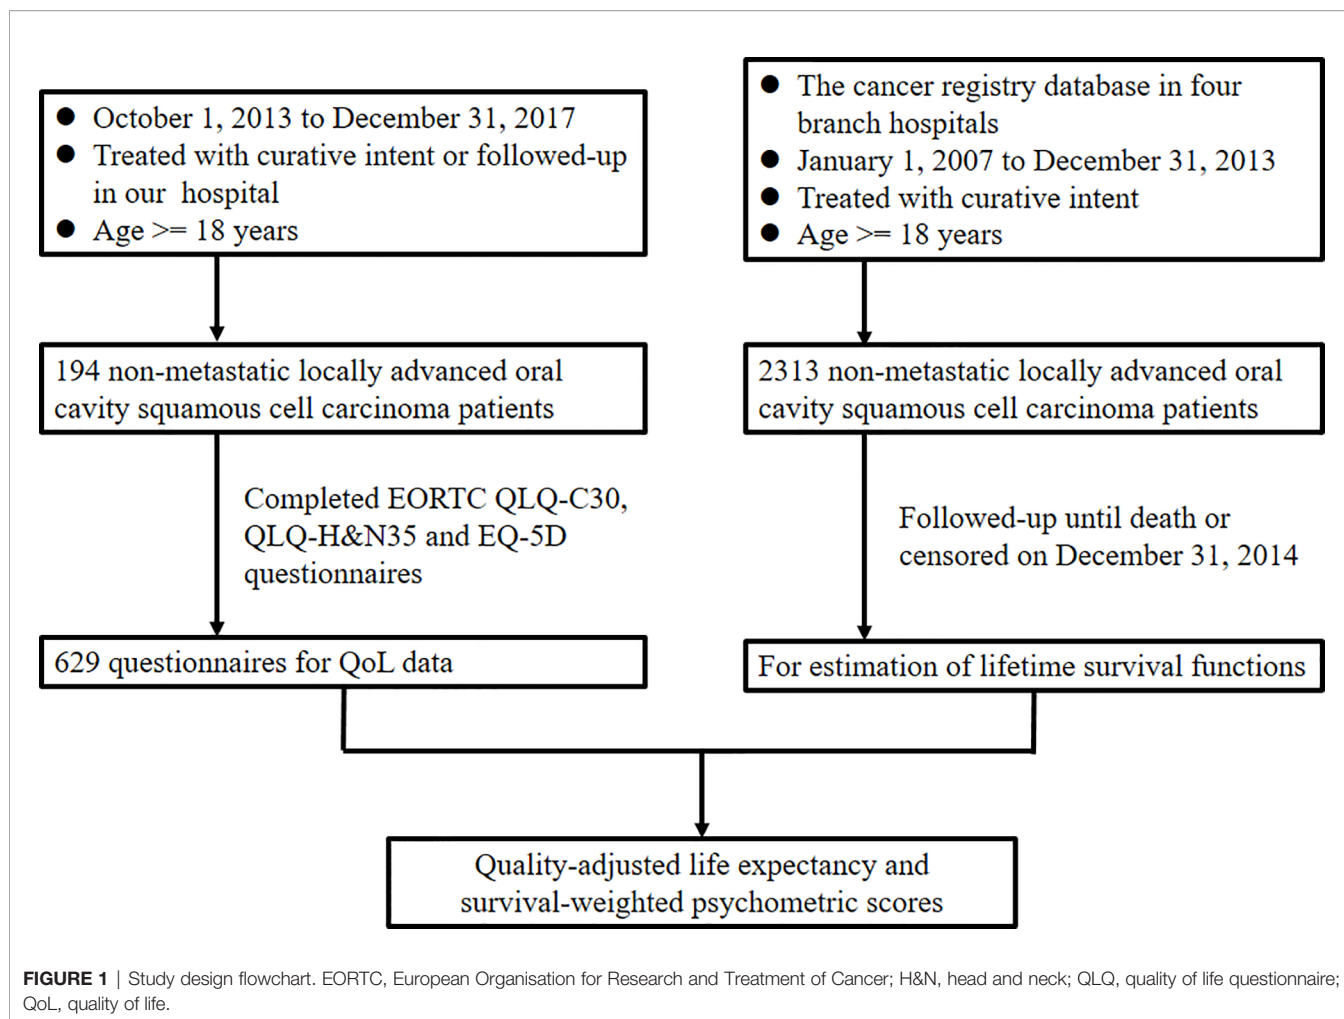 ● October 1, 2013 to December 31, 2017
● Treated with curative intent or followed-up
in our hospital
● Age >= 18 years
● The cancer registry database in four
branch hospitals
● January 1, 2007 to December 31, 2013
● Treated with curative intent
● Age >= 18 years
194 non-metastatic locally advanced oral
cavity squamous cell carcinoma patients
2313 non-metastatic locally advanced oral
cavity squamous cell carcinoma patients
Completed EORTC QLQ-C30,
QLQ-H&N35 and EQ-5D
questionnaires
Followed-up until death or
censored on December 31, 2014
629 questionnaires for QoL data
For estimation of lifetime survival functions
Quality-adjusted life expectancy and
survival-weighted psychometric scores
FIGURE 1 | Study design flowchart. EORTC, European Organisation for Research and Treatment of Cancer; H&N, head and neck; QLQ, quality of life questionnaire;
QoL, quality of life.